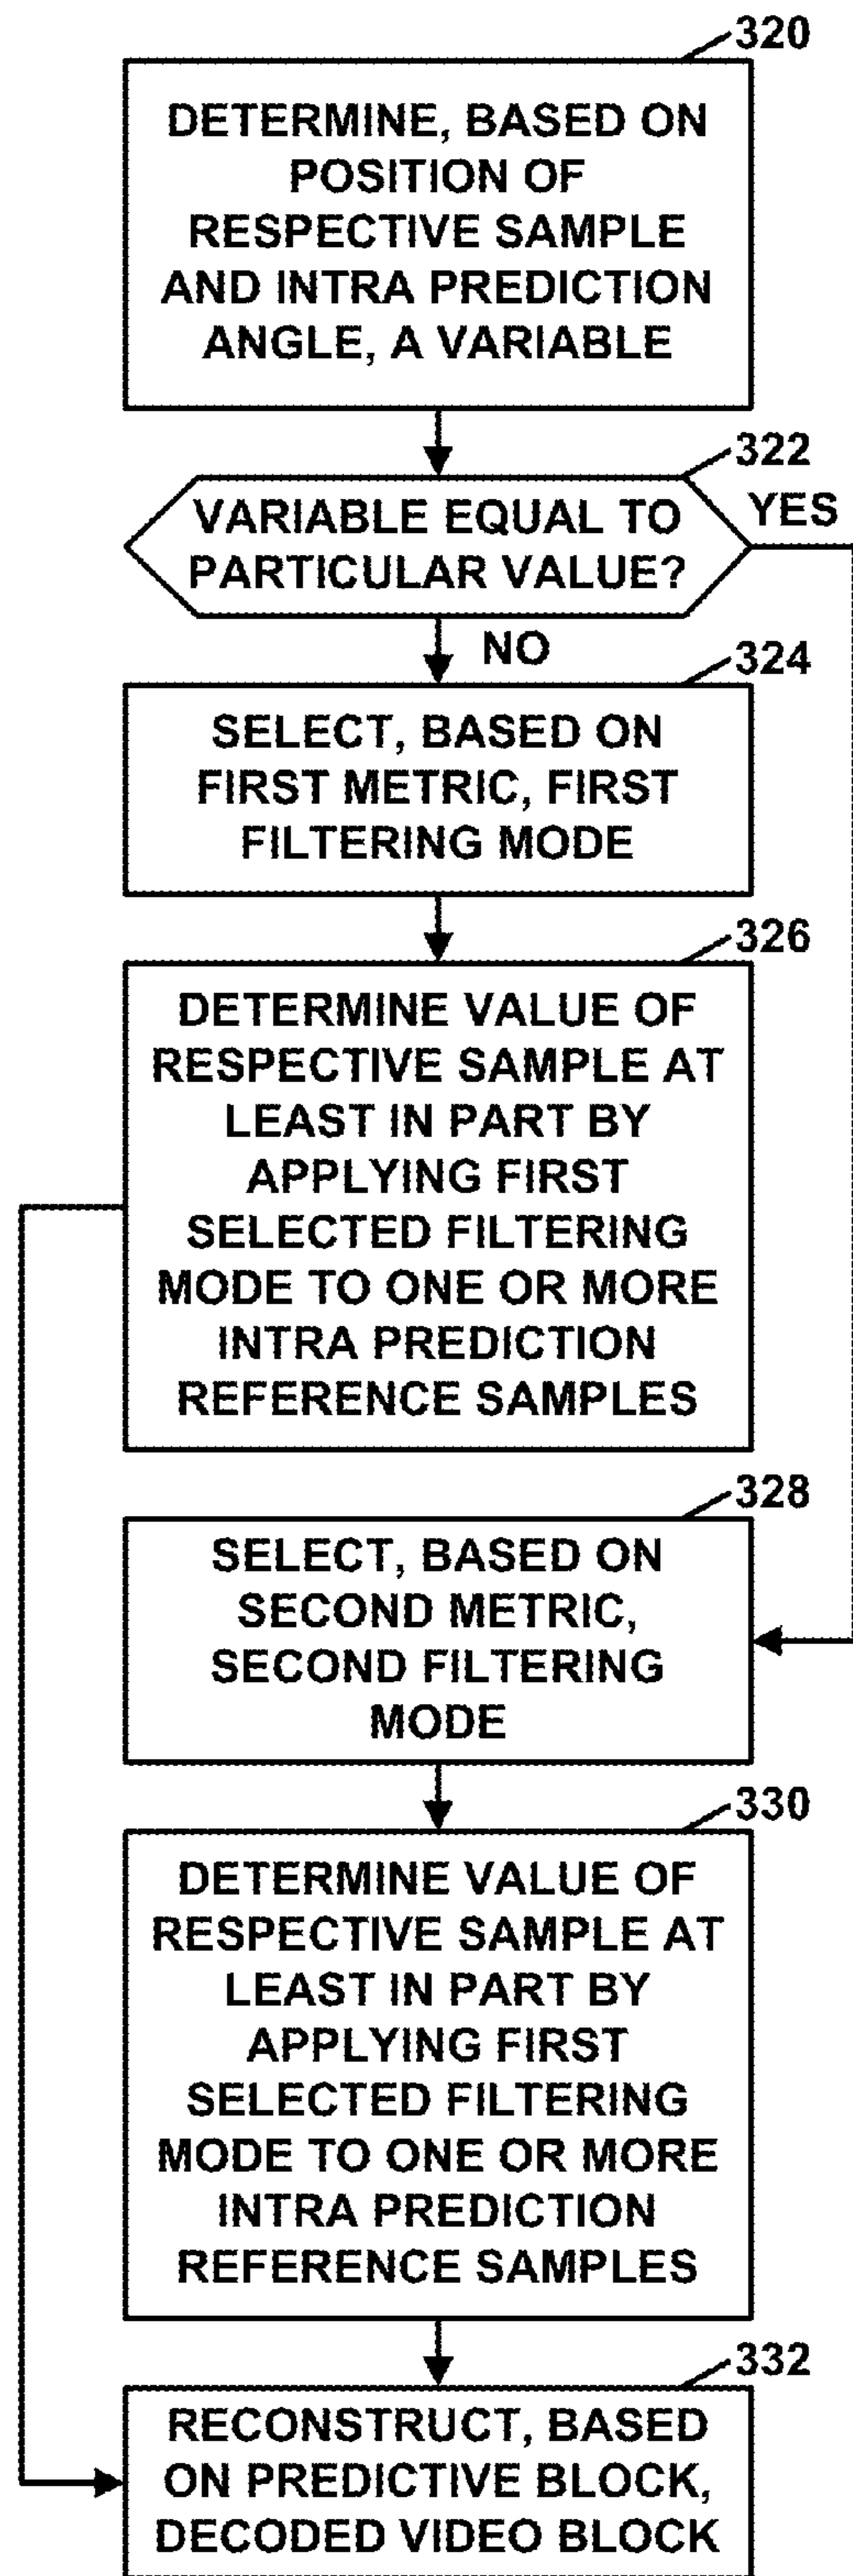 320
DETERMINE, BASED ON
POSITION OF
RESPECTIVE SAMPLE
AND INTRA PREDICTION
ANGLE, A VARIABLE
322
VARIABLE EQUAL TO
PARTICULAR VALUE?
YES
NO
324
SELECT, BASED ON
FIRST METRIC, FIRST
FILTERING MODE
326
DETERMINE VALUE OF
RESPECTIVE SAMPLE AT
LEAST IN PART BY
APPLYING FIRST
SELECTED FILTERING
MODE TO ONE OR MORE
INTRA PREDICTION
REFERENCE SAMPLES
328
SELECT, BASED ON
SECOND METRIC,
SECOND FILTERING
MODE
330
DETERMINE VALUE OF
RESPECTIVE SAMPLE AT
LEAST IN PART BY
APPLYING FIRST
SELECTED FILTERING
MODE TO ONE OR MORE
INTRA PREDICTION
REFERENCE SAMPLES
332
RECONSTRUCT, BASED
ON PREDICTIVE BLOCK,
DECODED VIDEO BLOCK